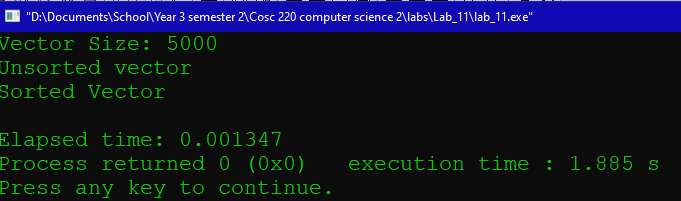 "D:\Documents\School\Year 3 semester 2\Cosc 220 computer science 2\labs\Lab_11\lab_11.exe"
Vector Size: 5000
Unsorted vector
Sorted Vector
Elapsed time: 0.001347
Process returned 0 (0x0)   execution time : 1.885 s
Press any key to continue.